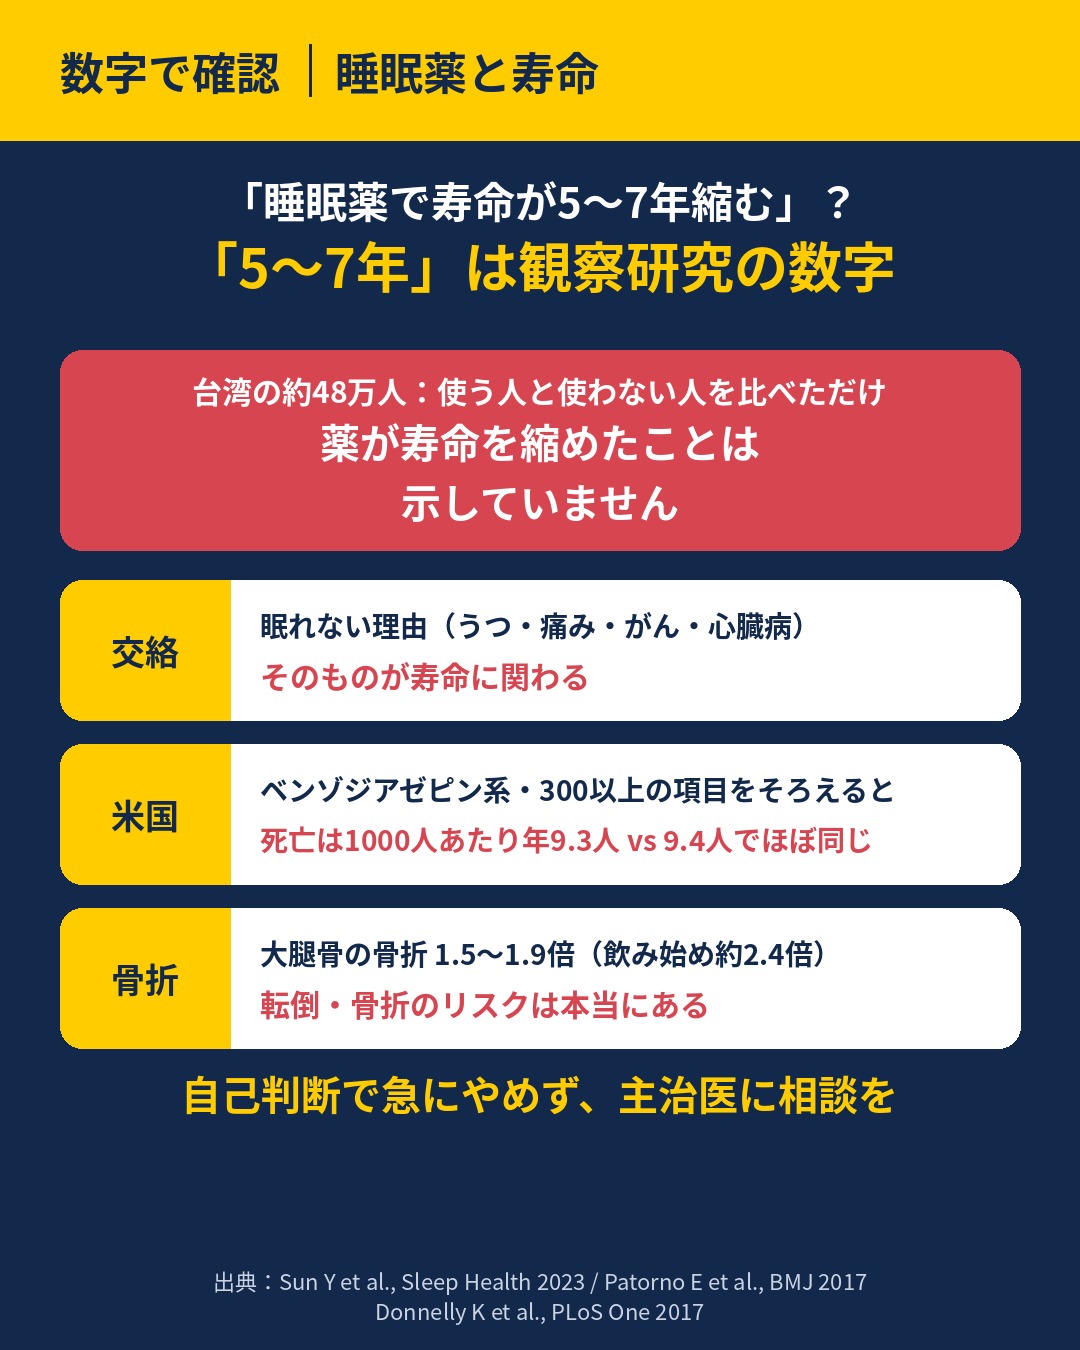 数字で確認｜睡眠薬と寿命
「睡眠薬で寿命が5〜7年縮む」？
「5〜7年」は観察研究の数字
台湾の約48万人：使う人と使わない人を比べただけ
薬が寿命を縮めたことは
示していません
交絡
眠れない理由（うつ・痛み・がん・心臓病）
そのものが寿命に関わる
米国
ベンゾジアゼピン系・300以上の項目をそろえると
死亡は1000人あたり年9.3人 vs 9.4人でほぼ同じ
骨折
大腿骨の骨折 1.5〜1.9倍（飲み始め約2.4倍）
転倒・骨折のリスクは本当にある
自己判断で急にやめず、主治医に相談を
出典：Sun Y et al., Sleep Health 2023 / Patorno E et al., BMJ 2017
Donnelly K et al., PLoS One 2017